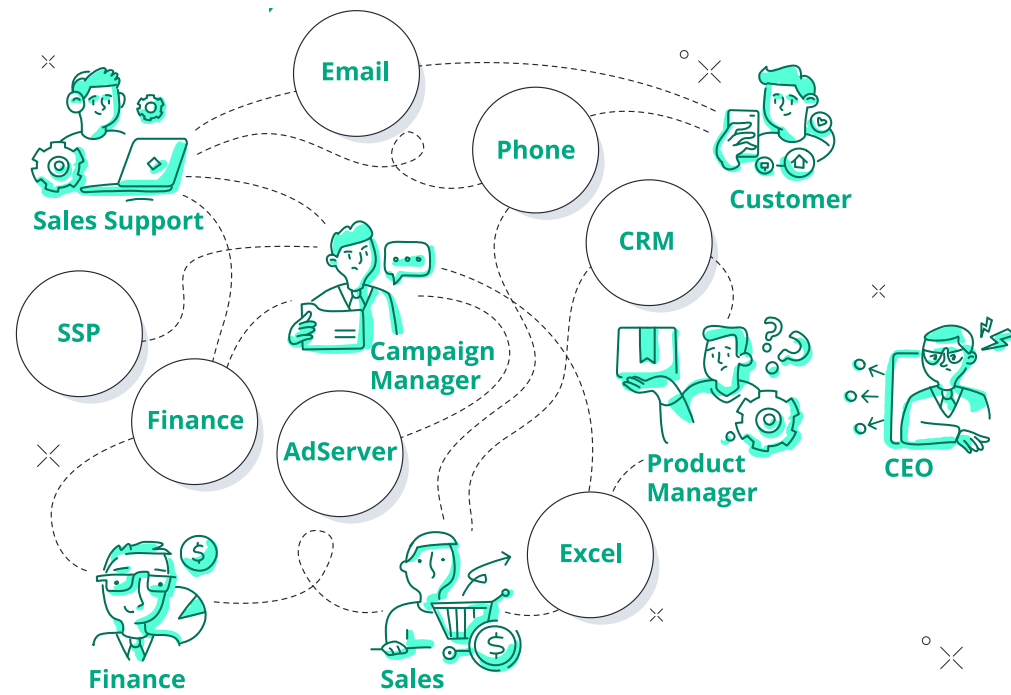 Email
Phone
Customer
Sales Support
CRM
SSP
Campaign
Manager
Finance
AdServer
Product
Manager
CEO
Excel
$
$
Finance
Sales